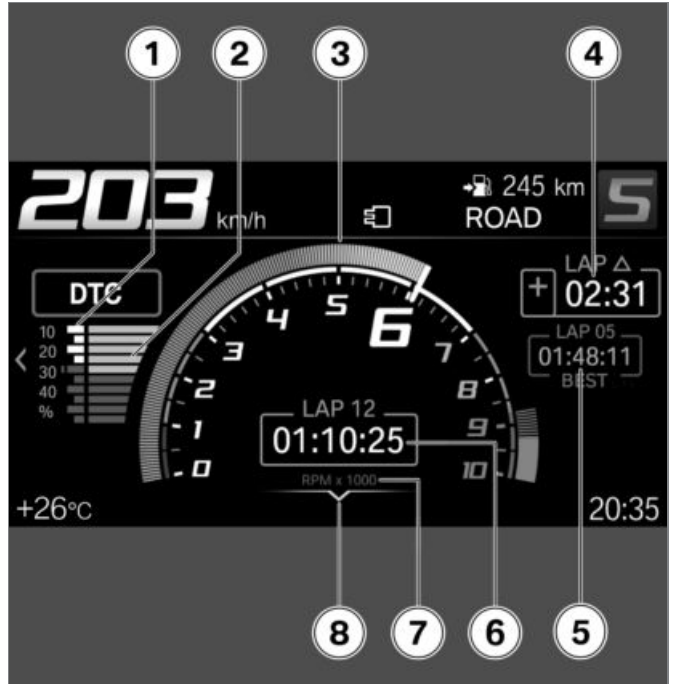 1 2 3 4
203 km/h
245 km
ROAD
S
DTC
10
20
30
40
%
LAP △
+ 02:31
LAP 05
01:48:11
BEST
0 1 2 3 4 5 6 7 8 9 10
LAP 12
01:10:25
RPM x 1000
+26°C
20:35
8 7 6 5